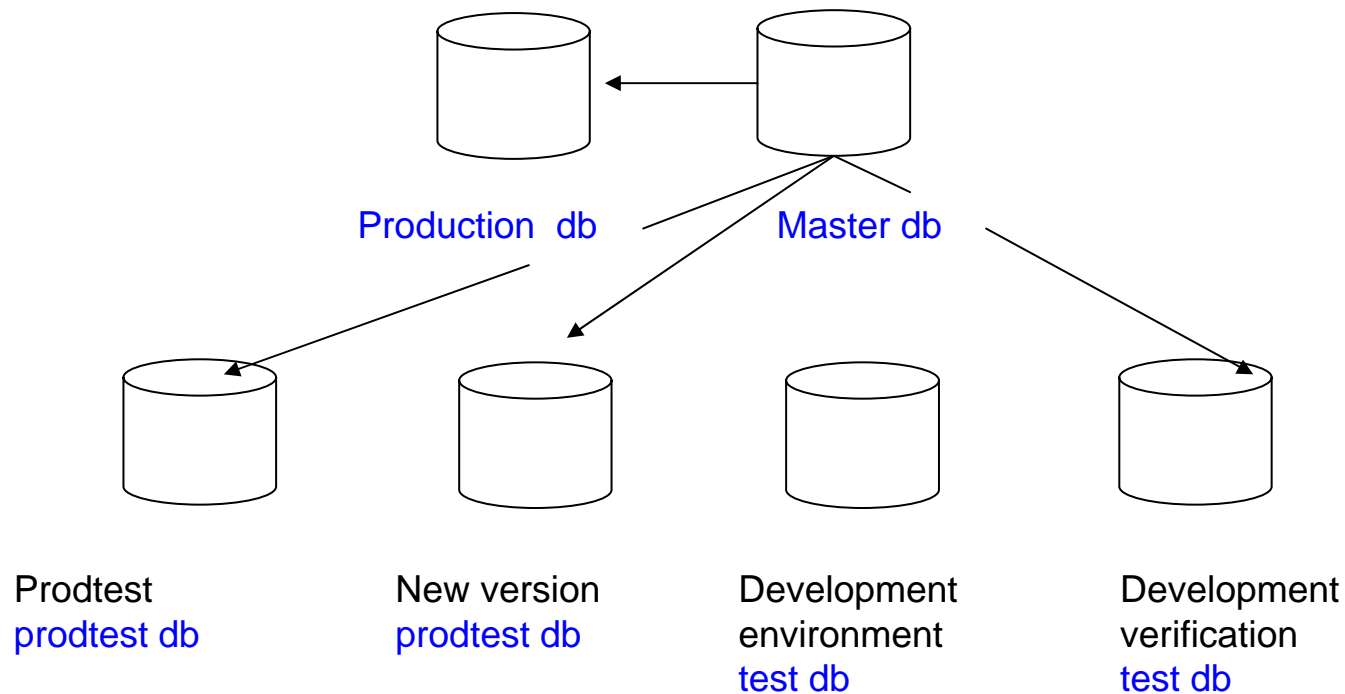 Production  db
Master db
Prodtest
prodtest db
New version
prodtest db
Development
environment
test db
Development
verification
test db